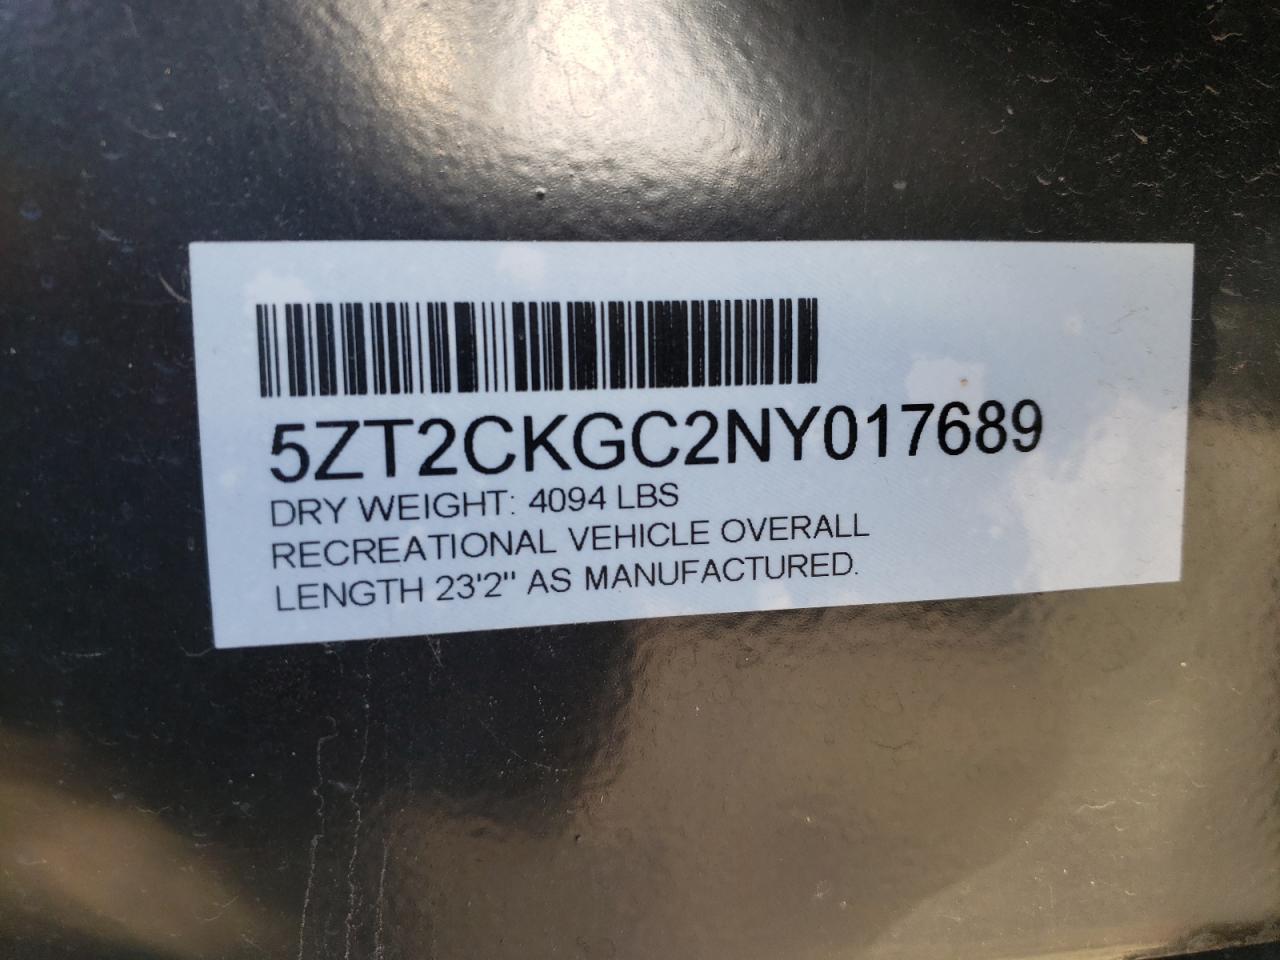 5ZT2CKGC2NY017689
DRY WEIGHT: 4094 LBS
RECREATIONAL VEHICLE OVERALL
LENGTH 23'2" AS MANUFACTURED.